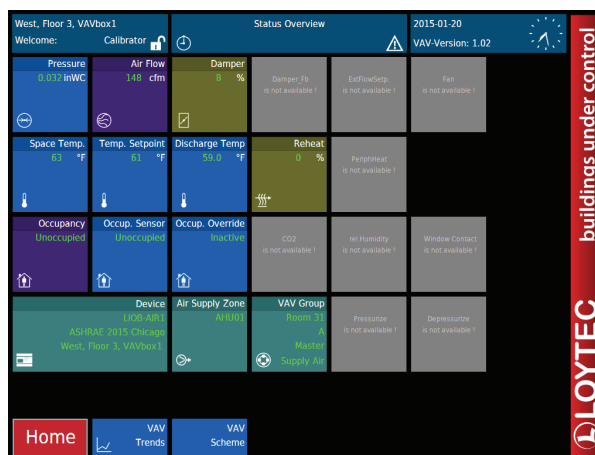 West, Floor 3, VAVbox1
Welcome: Calibrator
Status Overview
2015-01-20
VAV-Version: 1.02
Pressure
0.032 inWC
Air Flow
148 cfm
Damper
8 %
Damper_Fb
is not available !
ExtFlowSetp.
is not available !
Fan
is not available !
Space Temp.
63 °F
Temp. Setpoint
61 °F
Discharge Temp
59.0 °F
Reheat
0 %
PeriphHeat
is not available !
Occupancy
Unoccupied
Occup. Sensor
Unoccupied
Occup. Override
Inactive
CO2
is not available !
rel.Humidity
is not available !
Window Contact
is not available !
Device
LIOB-AIR1
ASHRAE 2015 Chicago
West, Floor 3, VAVbox1
Air Supply Zone
AHU01
VAV Group
Room 31
A
Master
Supply Air
Pressurize
is not available !
Depressurize
is not available !
Home
VAV
Trends
VAV
Scheme
buildings under control
LOYTEC